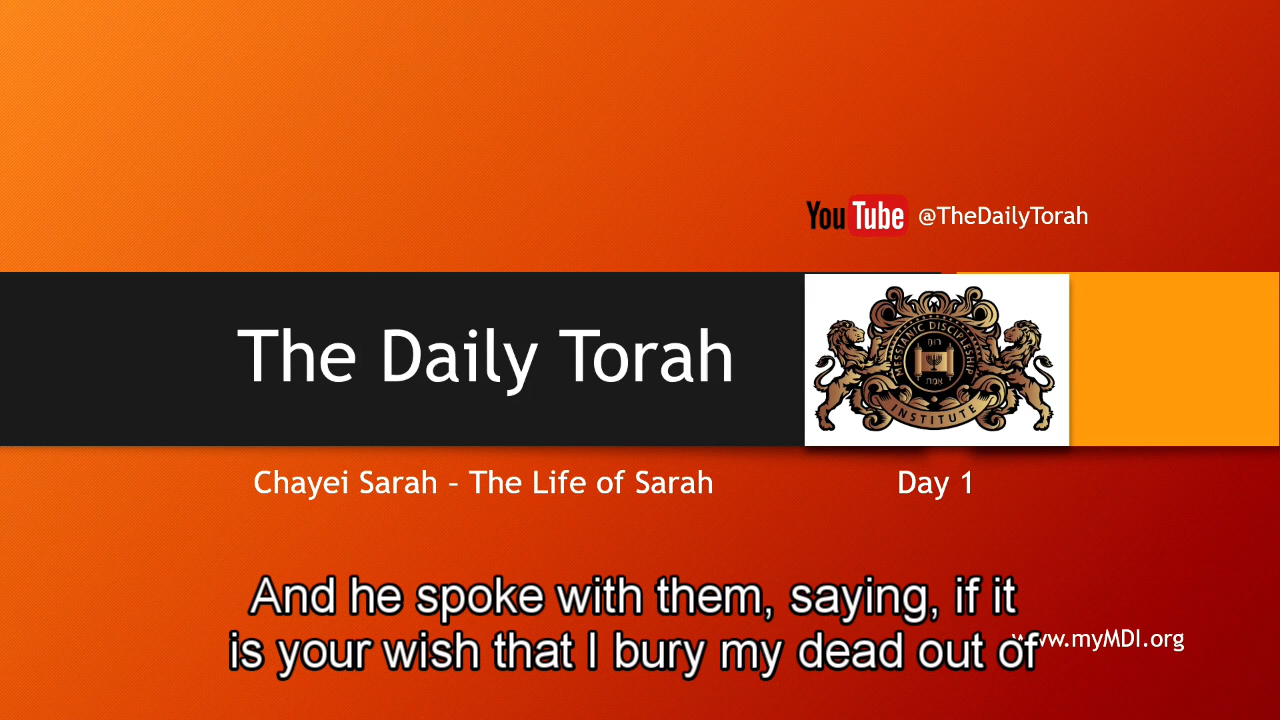 YouTube @TheDailyTorah
The Daily Torah
MESSIANIC DISCIPLESHIP
INSTITUTE
אמת
Chayei Sarah – The Life of Sarah
Day 1
And he spoke with them, saying, if it
is your wish that I bury my dead out of
www.myMDI.org